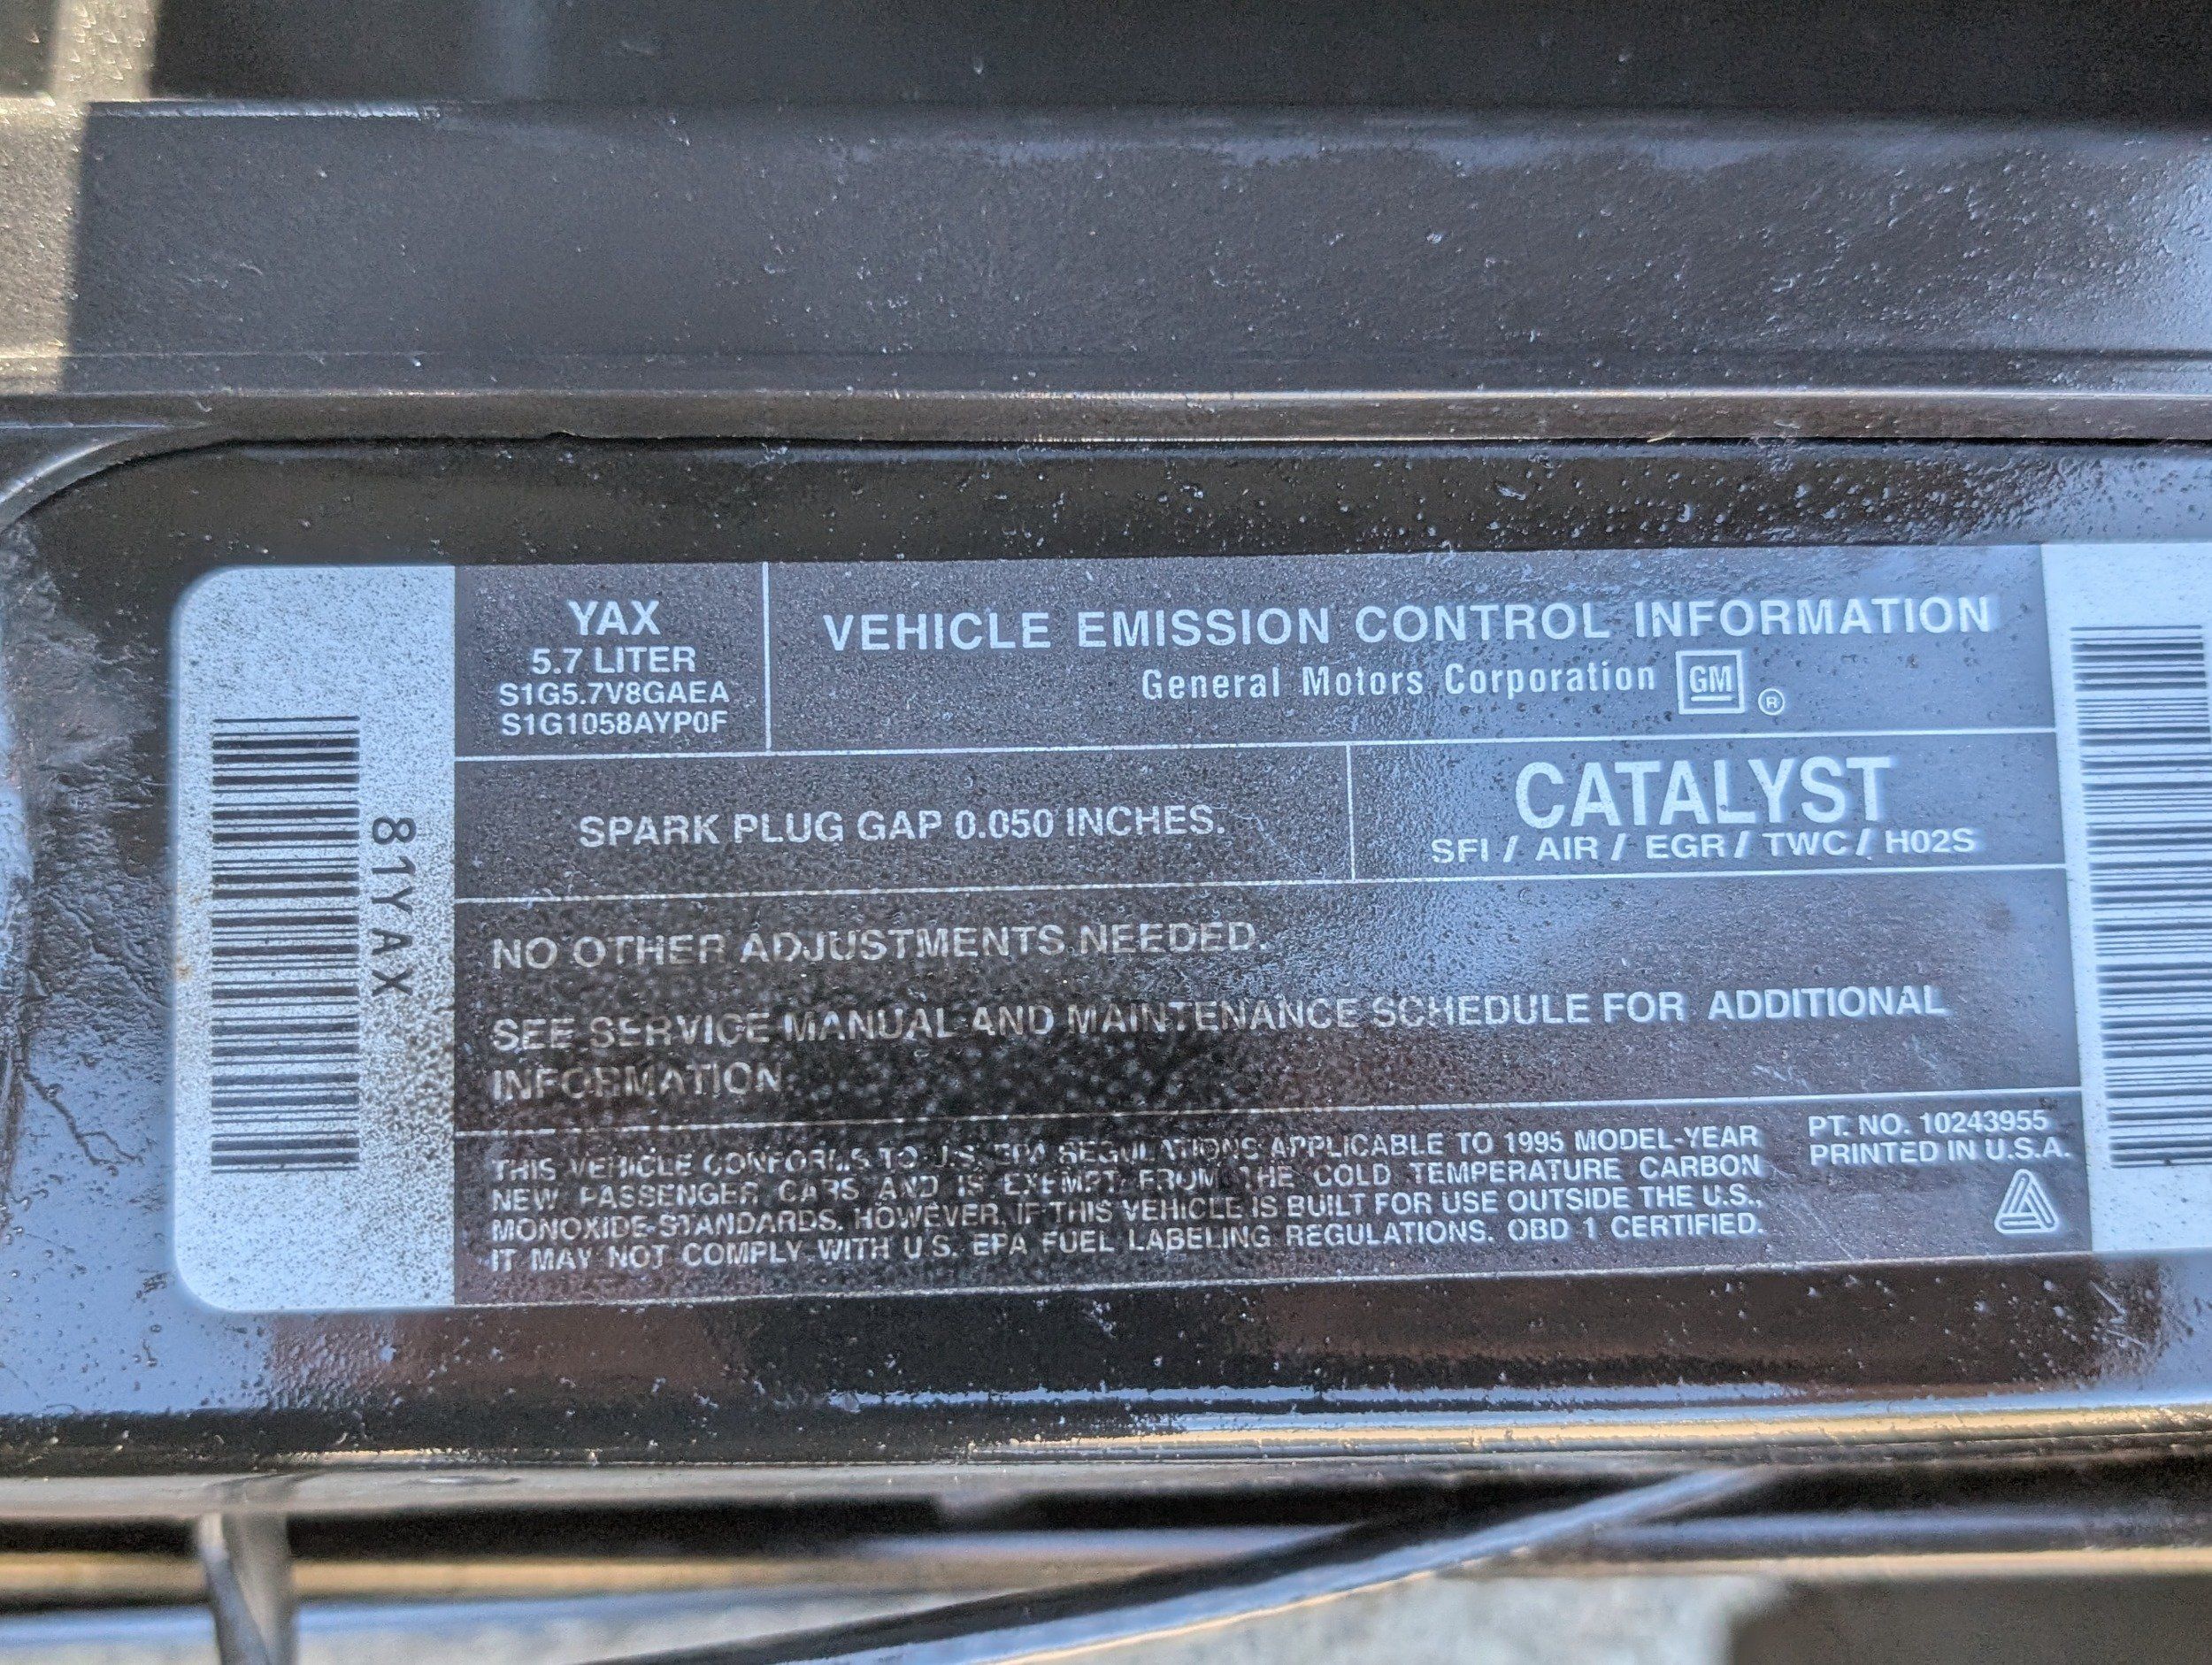 YAX
5.7 LITER
S1G5.7V8GAEA
S1G1058AYP0F
VEHICLE EMISSION CONTROL INFORMATION
General Motors Corporation GM ®
SPARK PLUG GAP 0.050 INCHES.
CATALYST
SFI / AIR / EGR / TWC / H02S
NO OTHER ADJUSTMENTS NEEDED.
SEE SERVICE MANUAL AND MAINTENANCE SCHEDULE FOR ADDITIONAL
INFORMATION.
THIS VEHICLE CONFORMS TO U.S. EPA REGULATIONS APPLICABLE TO 1995 MODEL-YEAR
NEW PASSENGER CARS AND IS EXEMPT FROM THE COLD TEMPERATURE CARBON
MONOXIDE STANDARDS. HOWEVER, IF THIS VEHICLE IS BUILT FOR USE OUTSIDE THE U.S.,
IT MAY NOT COMPLY WITH U.S. EPA FUEL LABELING REGULATIONS. OBD 1 CERTIFIED.
PT. NO. 10243955
PRINTED IN U.S.A.
81YAX